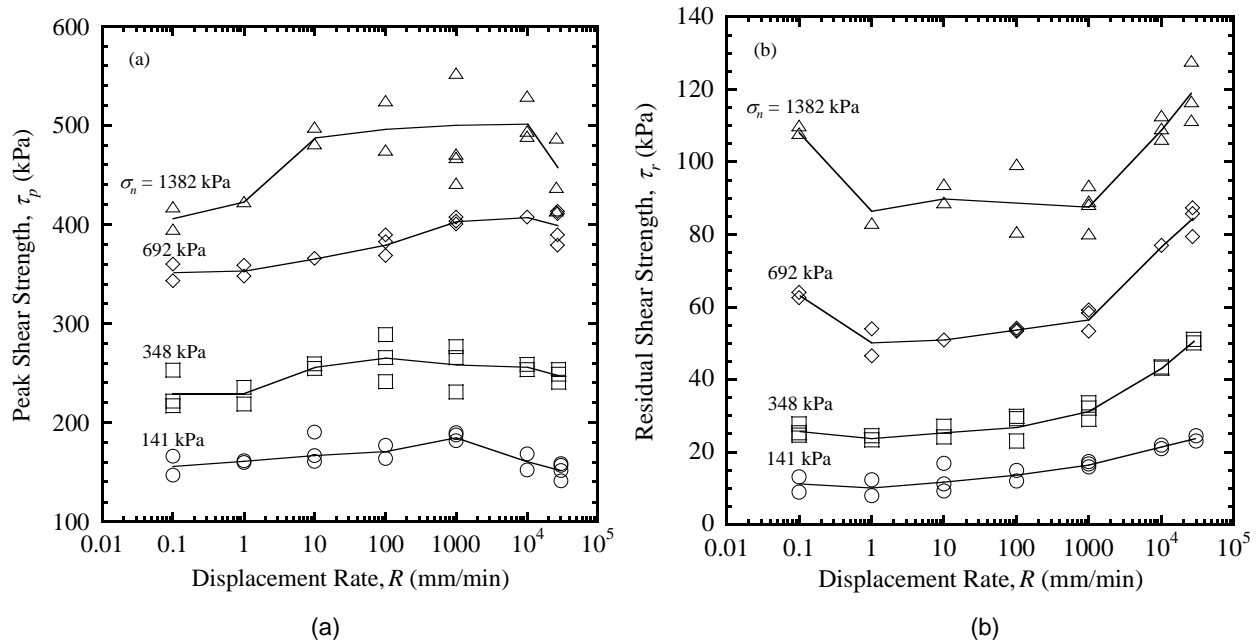 (a)
Peak Shear Strength, τp (kPa)
600
500
400
300
200
100
σn = 1382 kPa
692 kPa
348 kPa
141 kPa
0.01 0.1 1 10 100 1000 10^4 10^5
Displacement Rate, R (mm/min)
(a)
(b)
Residual Shear Strength, τr (kPa)
140
120
100
80
60
40
20
0
σn = 1382 kPa
692 kPa
348 kPa
141 kPa
0.01 0.1 1 10 100 1000 10^4 10^5
Displacement Rate, R (mm/min)
(b)